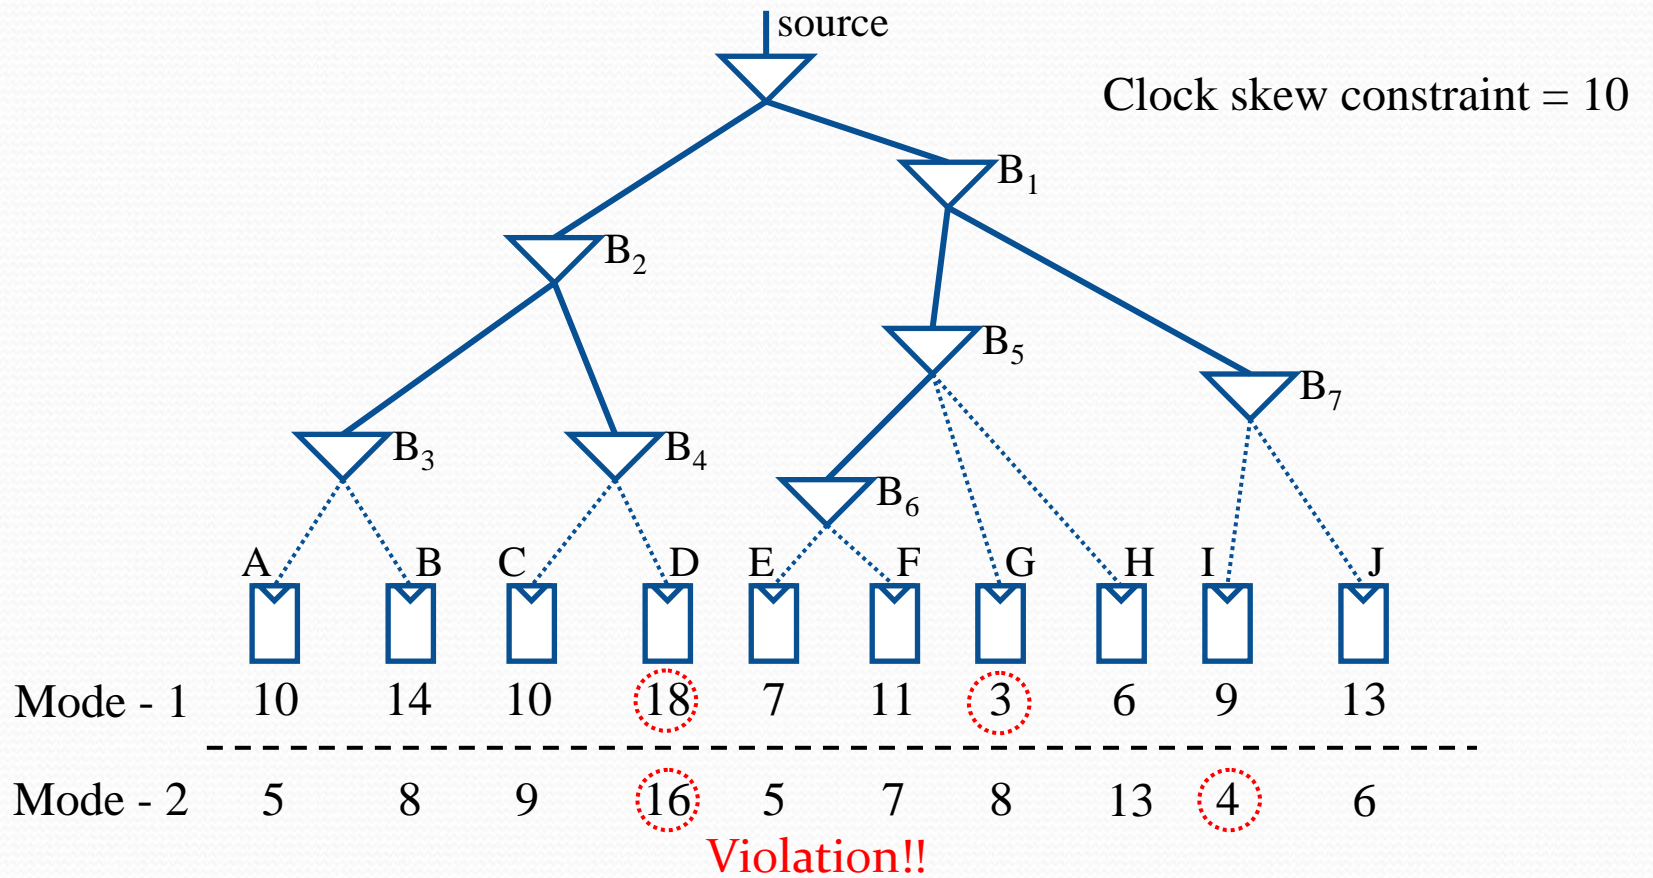 source
Clock skew constraint = 10
B1
B2
B5
B7
B3
B4
B6
A B C D E F G H I J
Mode - 1 10 14 10 18 7 11 3 6 9 13
Mode - 2 5 8 9 16 5 7 8 13 4 6
Violation!!